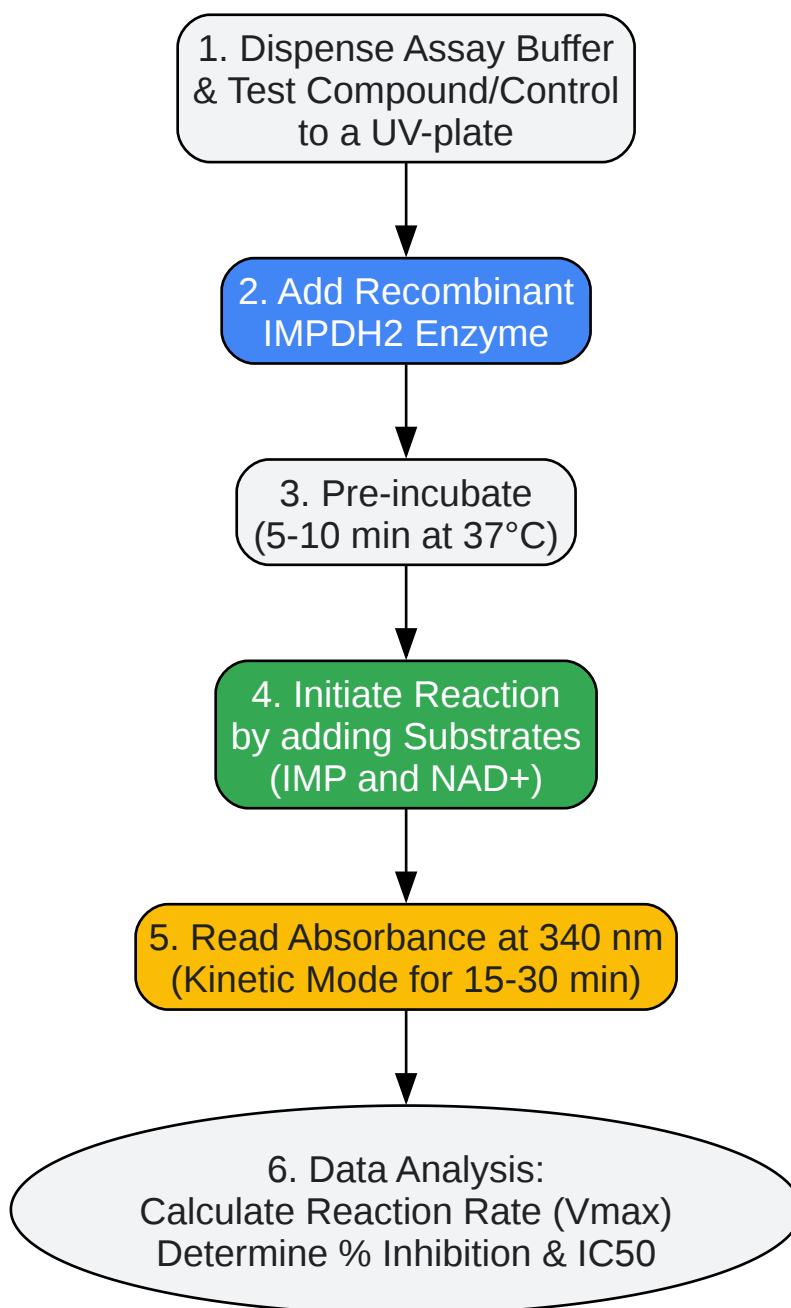 1. Dispense Assay Buffer
& Test Compound/Control
to a UV-plate
2. Add Recombinant
IMPDH2 Enzyme
3. Pre-incubate
(5-10 min at 37°C)
4. Initiate Reaction
by adding Substrates
(IMP and NAD+)
5. Read Absorbance at 340 nm
(Kinetic Mode for 15-30 min)
6. Data Analysis:
Calculate Reaction Rate (Vmax)
Determine % Inhibition & IC50